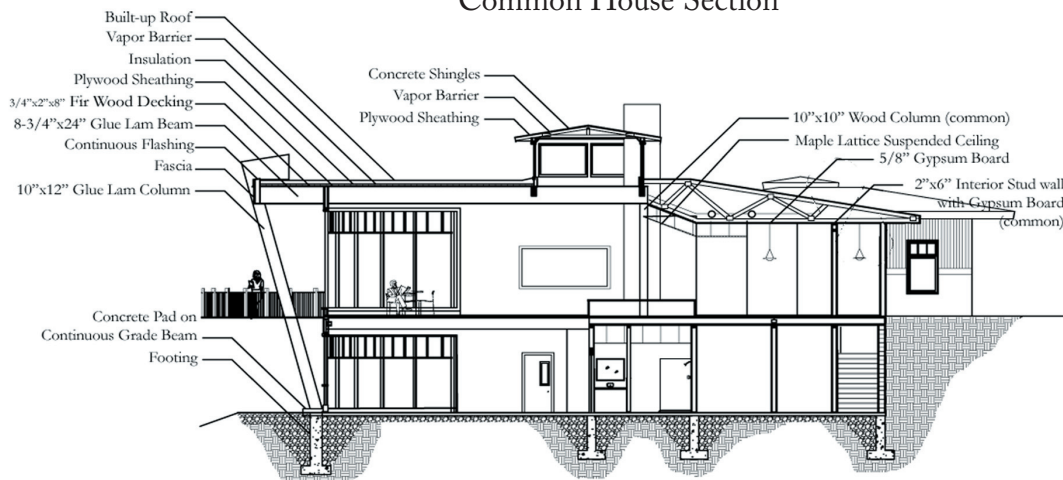 Common House Section
Built-up Roof
Vapor Barrier
Insulation
Plywood Sheathing
3/4"x2"x8" Fir Wood Decking
8-3/4"x24" Glue Lam Beam
Continuous Flashing
Fascia
10"x12" Glue Lam Column
Concrete Pad on
Continuous Grade Beam
Footing
Concrete Shingles
Vapor Barrier
Plywood Sheathing
10"x10" Wood Column (common)
Maple Lattice Suspended Ceiling
5/8" Gypsum Board
2"x6" Interior Stud wall
with Gypsum Board
(common)